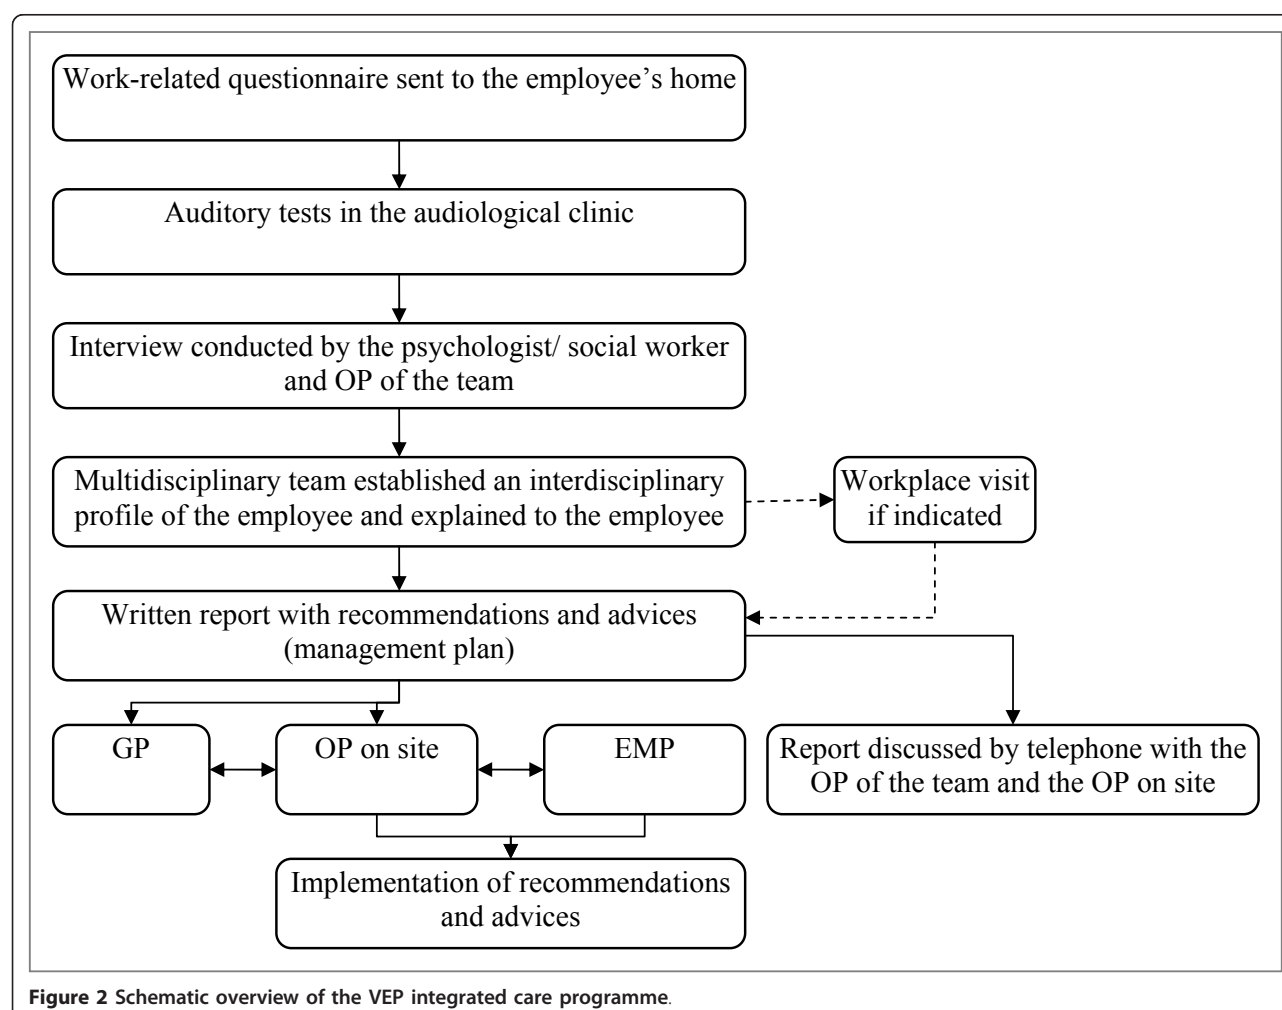 Work-related questionnaire sent to the employee's home
Auditory tests in the audiological clinic
Interview conducted by the psychologist/ social worker
and OP of the team
Multidisciplinary team established an interdisciplinary
profile of the employee and explained to the employee
Workplace visit
if indicated
Written report with recommendations and advices
(management plan)
GP
OP on site
EMP
Report discussed by telephone with the
OP of the team and the OP on site
Implementation of recommendations
and advices
Figure 2 Schematic overview of the VEP integrated care programme.